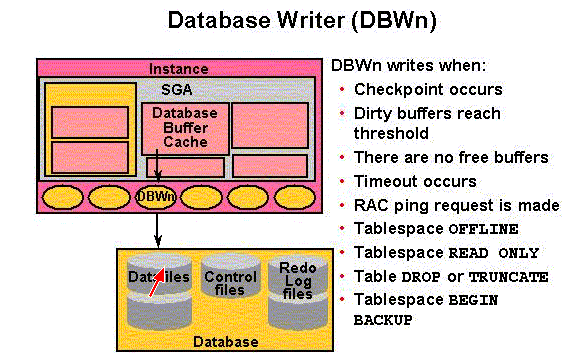 Database Writer (DBWn)
Instance
SGA
Database
Buffer
Cache
DBWn
Data files
Control
files
Redo
Log
files
Database
DBWn writes when:
• Checkpoint occurs
• Dirty buffers reach
threshold
• There are no free buffers
• Timeout occurs
• RAC ping request is made
• Tablespace OFFLINE
• Tablespace READ ONLY
• Table DROP or TRUNCATE
• Tablespace BEGIN
BACKUP